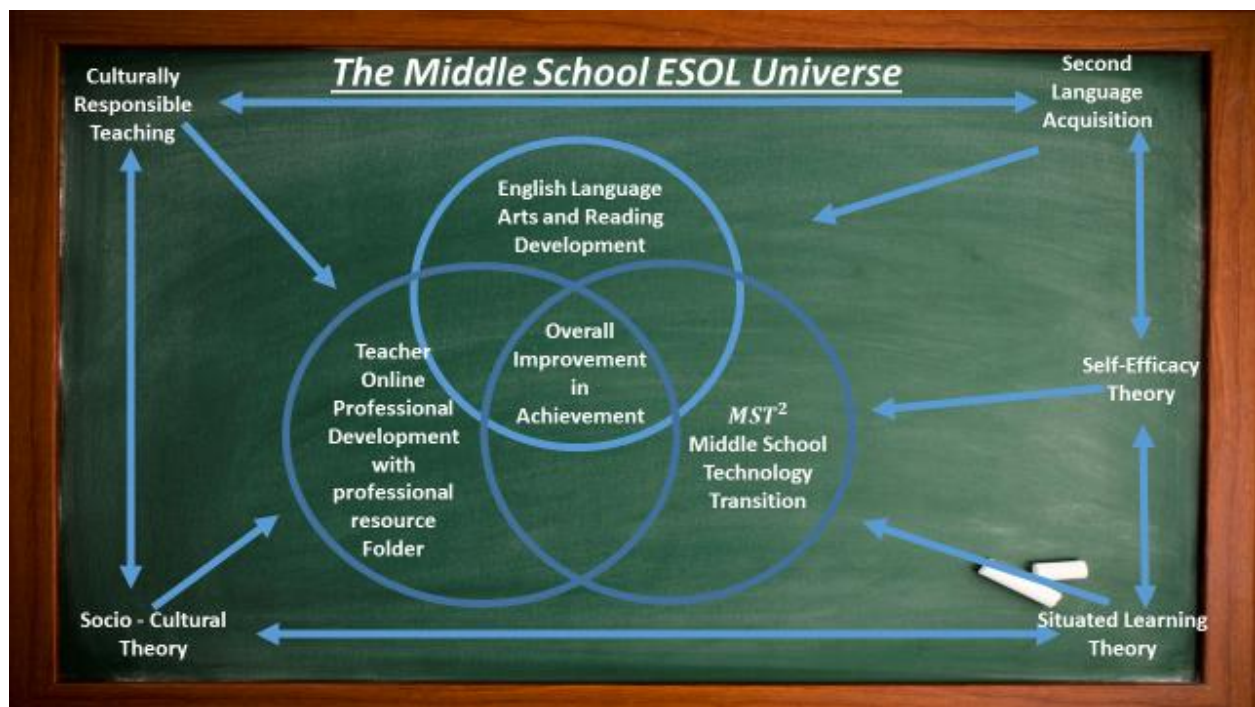 The Middle School ESOL Universe
Culturally
Responsible
Teaching
Second
Language
Acquisition
English Language
Arts and Reading
Development
Overall
Improvement
in
Achievement
Teacher
Online
Professional
Development
with
professional
resource
Folder
MST²
Middle School
Technology
Transition
Self-Efficacy
Theory
Socio - Cultural
Theory
Situated Learning
Theory